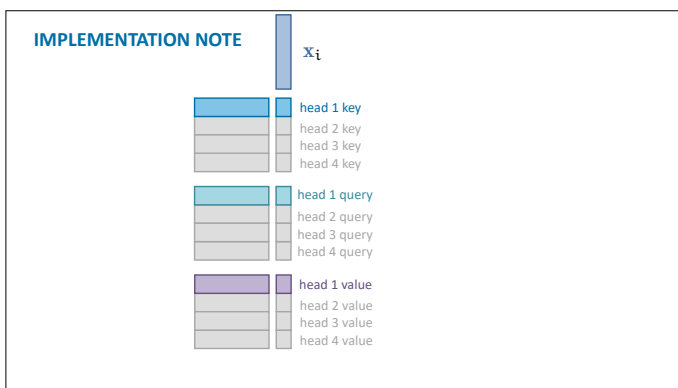 IMPLEMENTATION NOTE
xᵢ
head 1 key
head 2 key
head 3 key
head 4 key
head 1 query
head 2 query
head 3 query
head 4 query
head 1 value
head 2 value
head 3 value
head 4 value